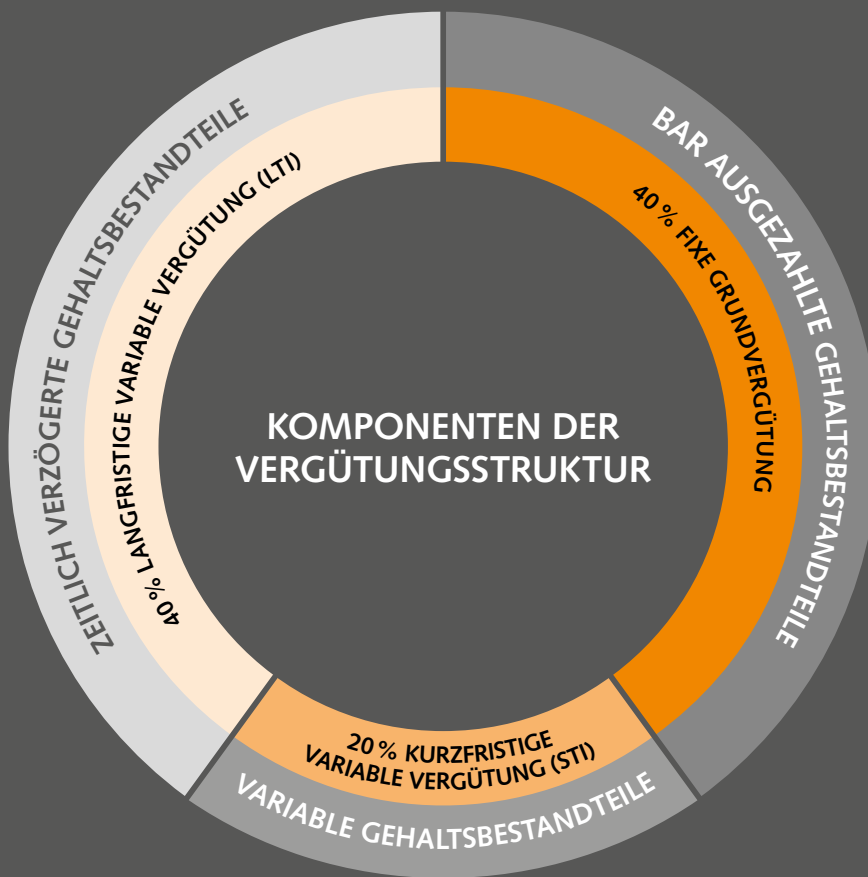 KOMPONENTEN DER
VERGÜTUNGSSTRUKTUR
BAR AUSGEZAHLTE GEHALTSBESTANDTEILE
40 % FIXE GRUNDVERGÜTUNG
20 % KURZFRISTIGE
VARIABLE VERGÜTUNG (STI)
VARIABLE GEHALTSBESTANDTEILE
40 % LANGFRISTIGE VARIABLE VERGÜTUNG (LTI)
ZEITLICH VERZÖGERTE GEHALTSBESTANDTEILE